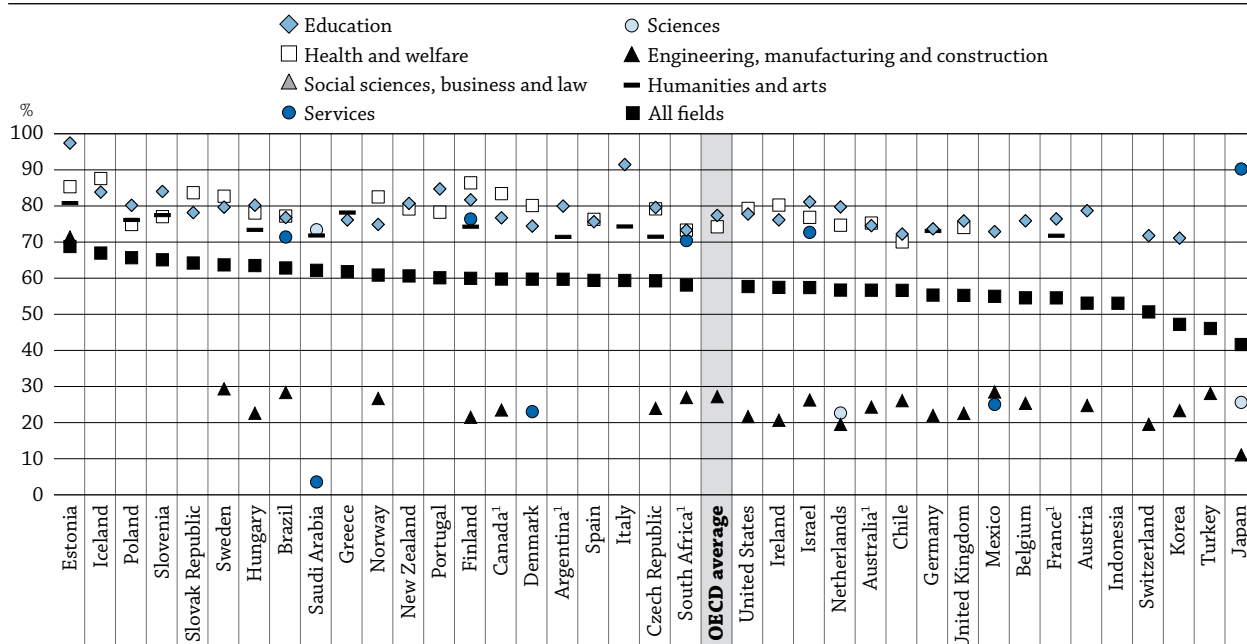 Education
Health and welfare
Social sciences, business and law
Services
Sciences
Engineering, manufacturing and construction
Humanities and arts
All fields
%
100
90
80
70
60
50
40
30
20
10
0
Estonia
Iceland
Poland
Slovenia
Slovak Republic
Sweden
Hungary
Brazil
Saudi Arabia
Greece
Norway
New Zealand
Portugal
Finland
Canada¹
Denmark
Argentina¹
Spain
Italy
Czech Republic
South Africa¹
OECD average
United States
Ireland
Israel
Netherlands
Australia¹
Chile
Germany
United Kingdom
Mexico
Belgium
France¹
Austria
Indonesia
Switzerland
Korea
Turkey
Japan